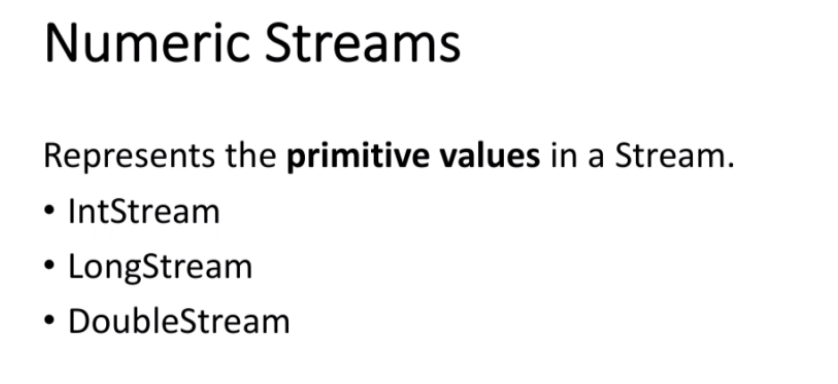 Numeric Streams
Represents the primitive values in a Stream.
• IntStream
• LongStream
• DoubleStream